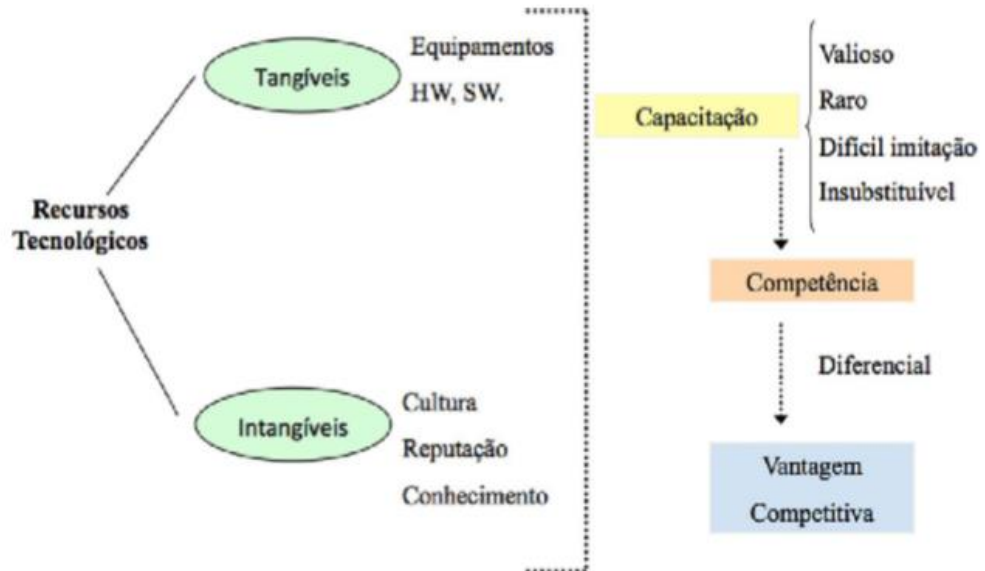 Recursos
Tecnológicos
Tangíveis
Equipamentos
HW, SW.
Intangíveis
Cultura
Reputação
Conhecimento
Capacitação
Valioso
Raro
Difícil imitação
Insubstituível
Competência
Diferencial
Vantagem
Competitiva